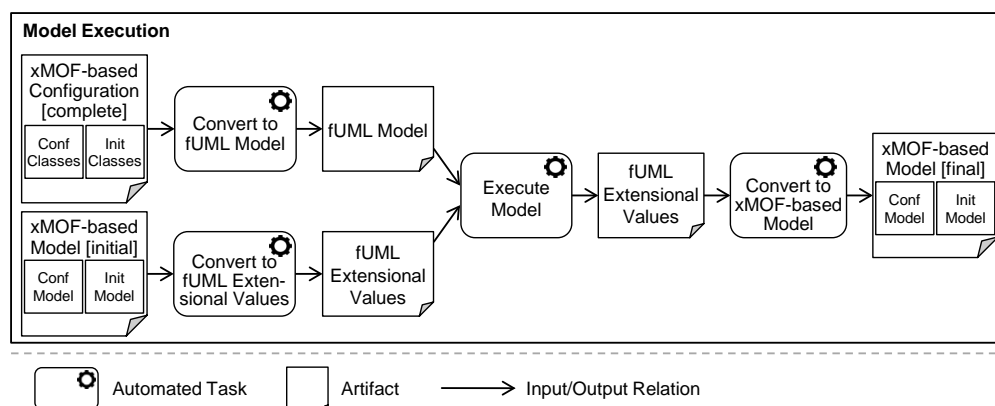 Model Execution
xMOF-based
Configuration
[complete]
Conf
Classes
Init
Classes
Convert to
fUML Model
fUML Model
xMOF-based
Model [initial]
Conf
Model
Init
Model
Convert to
fUML Exten-
sional Values
fUML
Extensional
Values
Execute
Model
fUML
Extensional
Values
Convert to
xMOF-based
Model
xMOF-based
Model [final]
Conf
Model
Init
Model
Automated Task
Artifact
Input/Output Relation